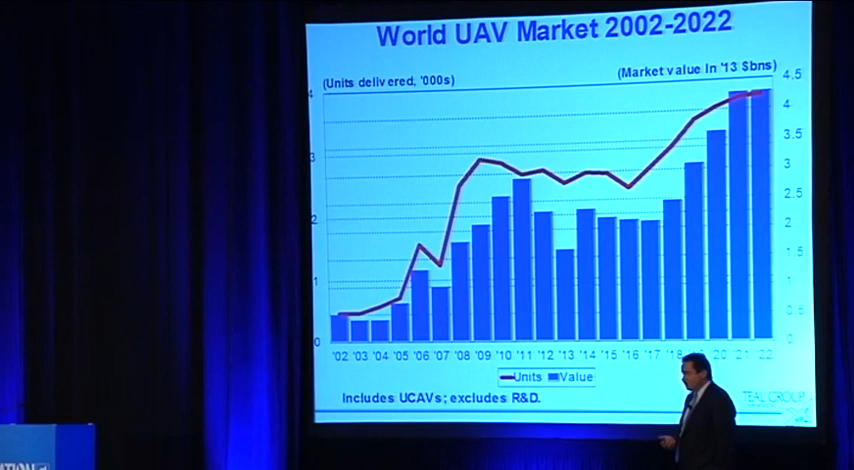 World UAV Market 2002-2022
(Units delivered, '000s)
(Market value in '13 $bns)
4
3
2
1
0
4.5
4
3.5
3
2.5
2
1.5
1
0.5
0
'02 '03 '04 '05 '06 '07 '08 '09 '10 '11 '12 '13 '14 '15 '16 '17 '18 '20 '21 '22
Units Value
Includes UCAVs; excludes R&D.
TEAL GROUP